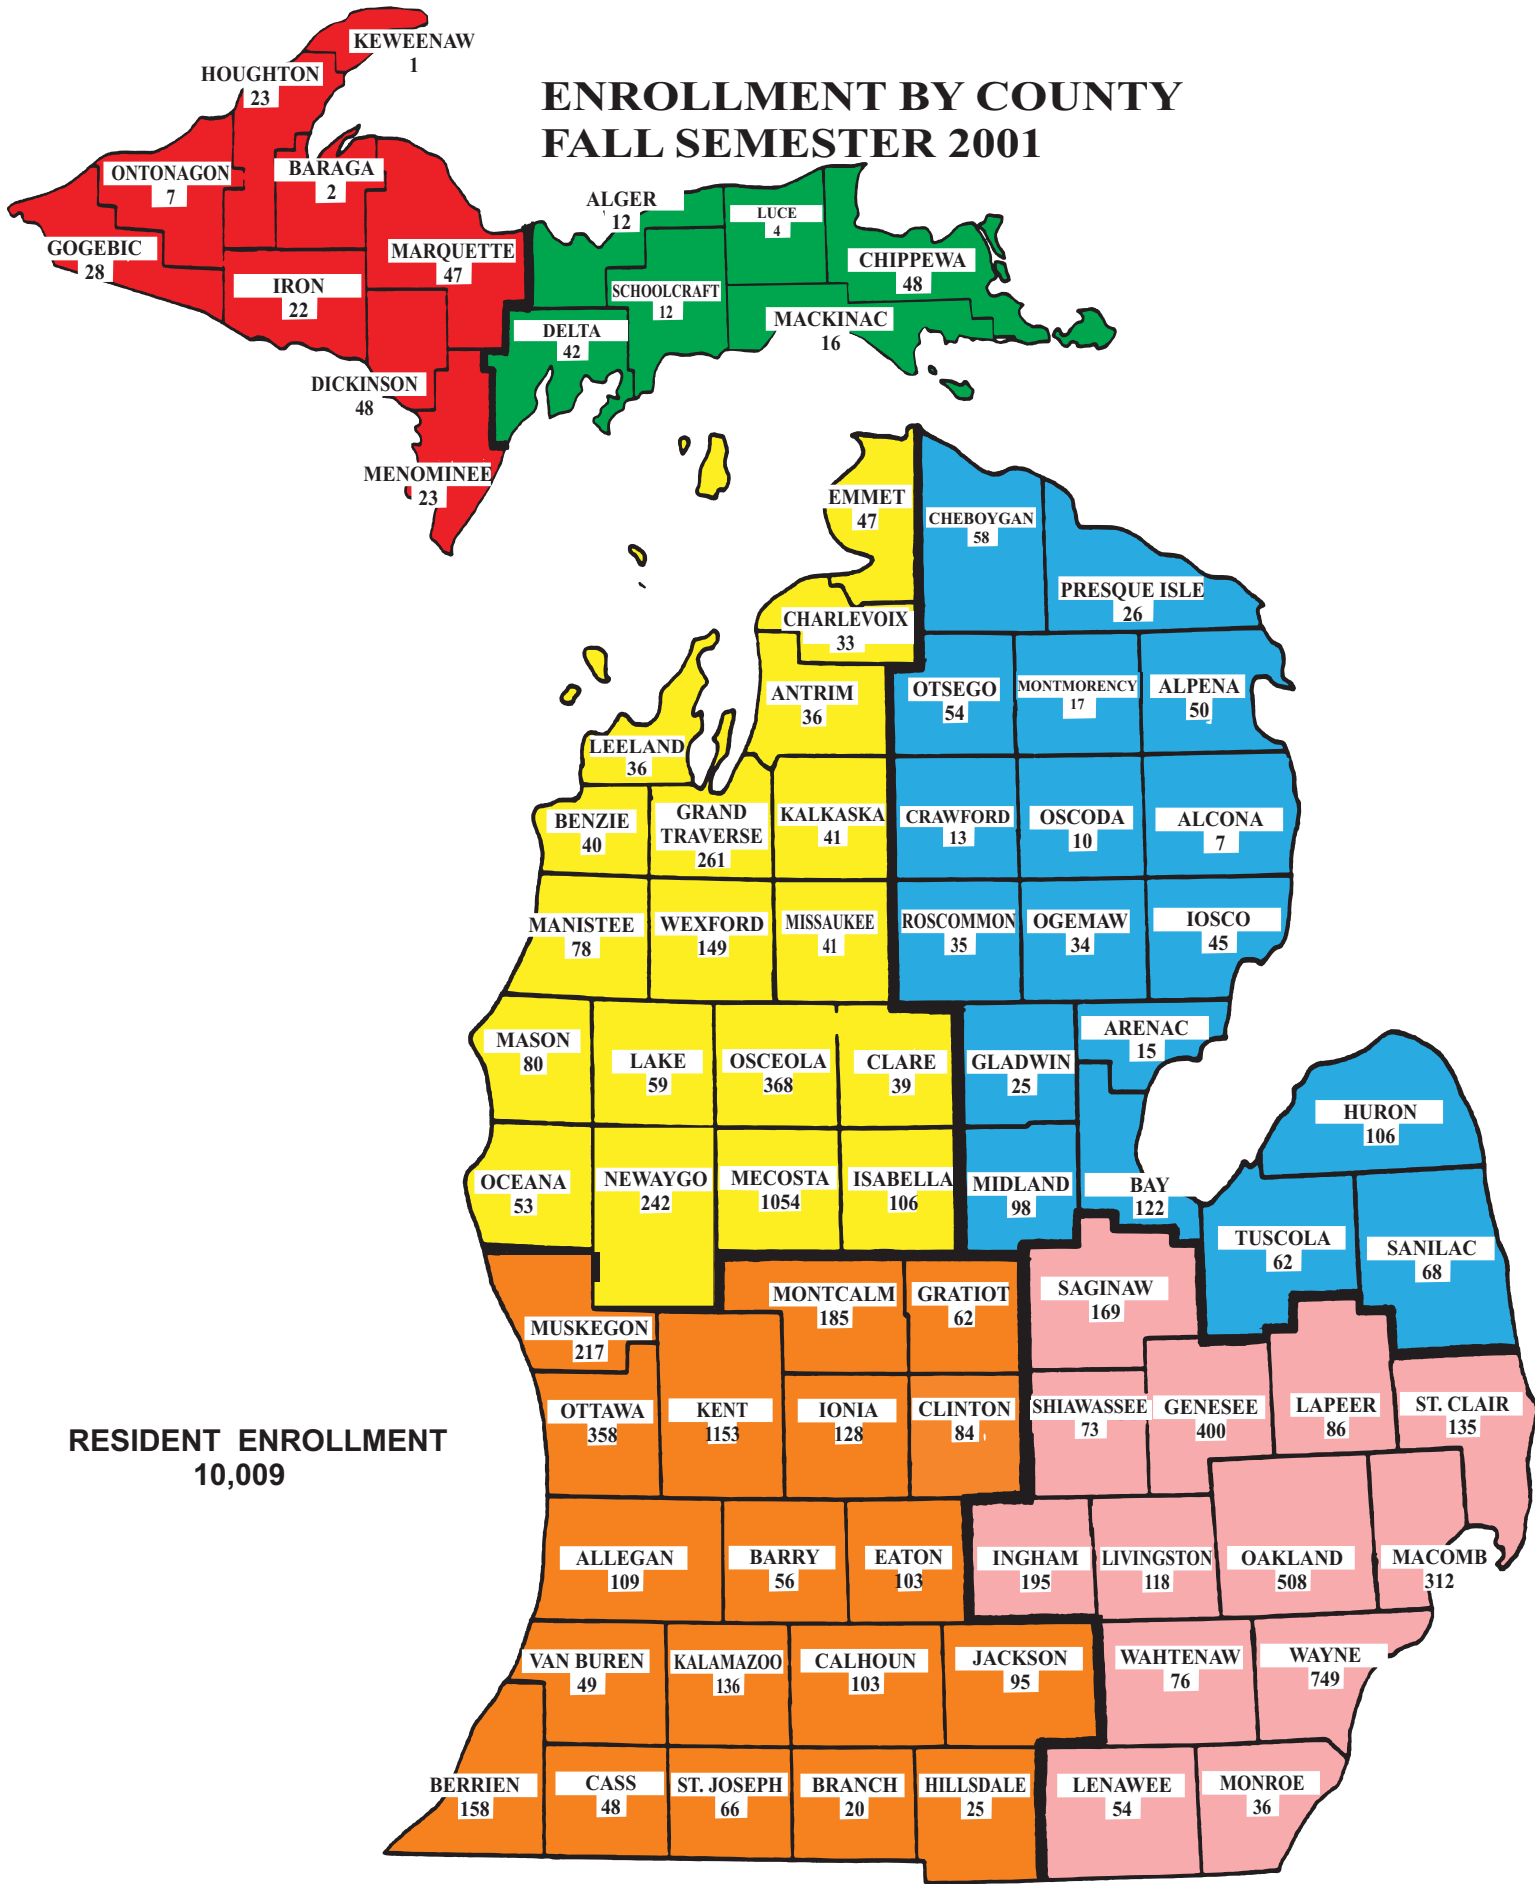 KEWEENAW
1
HOUGHTON
23
ENROLLMENT BY COUNTY
FALL SEMESTER 2001
ONTONAGON
7
BARAGA
2
ALGER
12
LUCE
4
GOGEBIC
28
MARQUETTE
47
CHIPPEWA
48
IRON
22
SCHOOLCRAFT
12
DELTA
42
MACKINAC
16
DICKINSON
48
MENOMINEE
23
EMMET
47
CHEBOYGAN
58
PRESQUE ISLE
26
CHARLEVOIX
33
ANTRIM
36
OTSEGO
54
MONTMORENCY
17
ALPENA
50
LEELAND
36
BENZIE
40
GRAND
TRAVERSE
261
KALKASKA
41
CRAWFORD
13
OSCODA
10
ALCONA
7
MANISTEE
78
WEXFORD
149
MISSAUKEE
41
ROSCOMMON
35
OGEMAW
34
IOSCO
45
MASON
80
LAKE
59
OSCEOLA
368
CLARE
39
GLADWIN
25
ARENAC
15
HURON
106
OCEANA
53
NEWAYGO
242
MECOSTA
1054
ISABELLA
106
MIDLAND
98
BAY
122
TUSCOLA
62
SANILAC
68
MONTCALM
185
GRATIOT
62
SAGINAW
169
MUSKEGON
217
OTTAWA
358
KENT
1153
IONIA
128
CLINTON
84
SHIAWASSEE
73
GENESEE
400
LAPEER
86
ST. CLAIR
135
RESIDENT ENROLLMENT
10,009
ALLEGAN
109
BARRY
56
EATON
103
INGHAM
195
LIVINGSTON
118
OAKLAND
508
MACOMB
312
VAN BUREN
49
KALAMAZOO
136
CALHOUN
103
JACKSON
95
WAHTENAW
76
WAYNE
749
BERRIEN
158
CASS
48
ST. JOSEPH
66
BRANCH
20
HILLSDALE
25
LENAWEE
54
MONROE
36